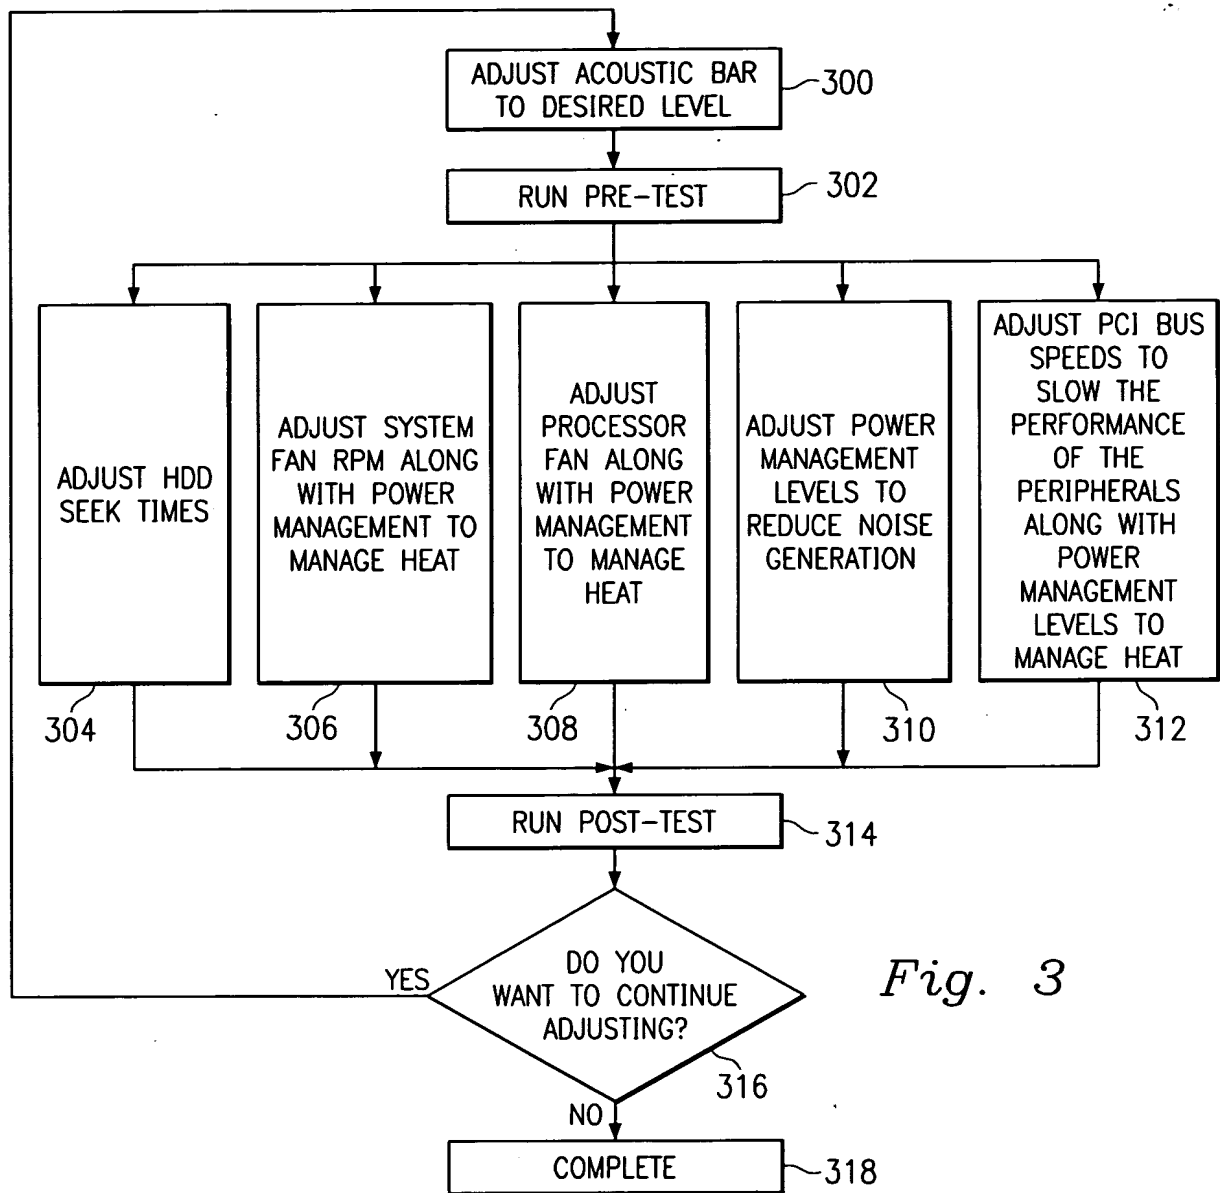 ADJUST ACOUSTIC BAR
TO DESIRED LEVEL
300
RUN PRE-TEST
302
ADJUST HDD
SEEK TIMES
304
ADJUST SYSTEM
FAN RPM ALONG
WITH POWER
MANAGEMENT TO
MANAGE HEAT
306
ADJUST
PROCESSOR
FAN ALONG
WITH POWER
MANAGEMENT
TO MANAGE
HEAT
308
ADJUST POWER
MANAGEMENT
LEVELS TO
REDUCE NOISE
GENERATION
310
ADJUST PCI BUS
SPEEDS TO
SLOW THE
PERFORMANCE
OF THE
PERIPHERALS
ALONG WITH
POWER
MANAGEMENT
LEVELS TO
MANAGE HEAT
312
RUN POST-TEST
314
DO YOU
WANT TO CONTINUE
ADJUSTING?
316
YES
NO
COMPLETE
318
Fig. 3